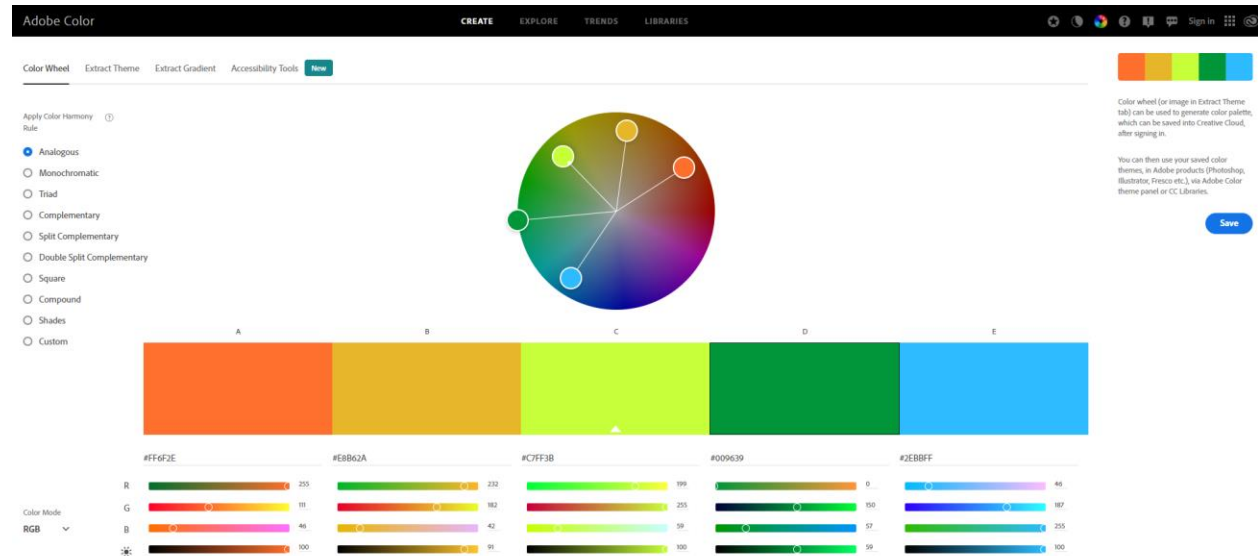 Adobe Color
CREATE EXPLORE TRENDS LIBRARIES
Sign in
Color Wheel Extract Theme Extract Gradient Accessibility Tools New
Apply Color Harmony
Rule
Analogous
Monochromatic
Triad
Complementary
Split Complementary
Double Split Complementary
Square
Compound
Shades
Custom
Color wheel (or image in Extract Theme
tab) can be used to generate color palette,
which can be saved into Creative Cloud,
after signing in.
You can then use your saved color
themes, in Adobe products (Photoshop,
Illustrator, Fresco etc.), via Adobe Color
theme panel or CC Libraries.
Save
A B C D E
#FF6F2E #E8B62A #C7FF3B #009639 #2EBBFF
R 255 232 199 0 46
G 111 182 255 150 187
Color Mode
RGB
B 46 42 59 57 255
100 91 100 59 100